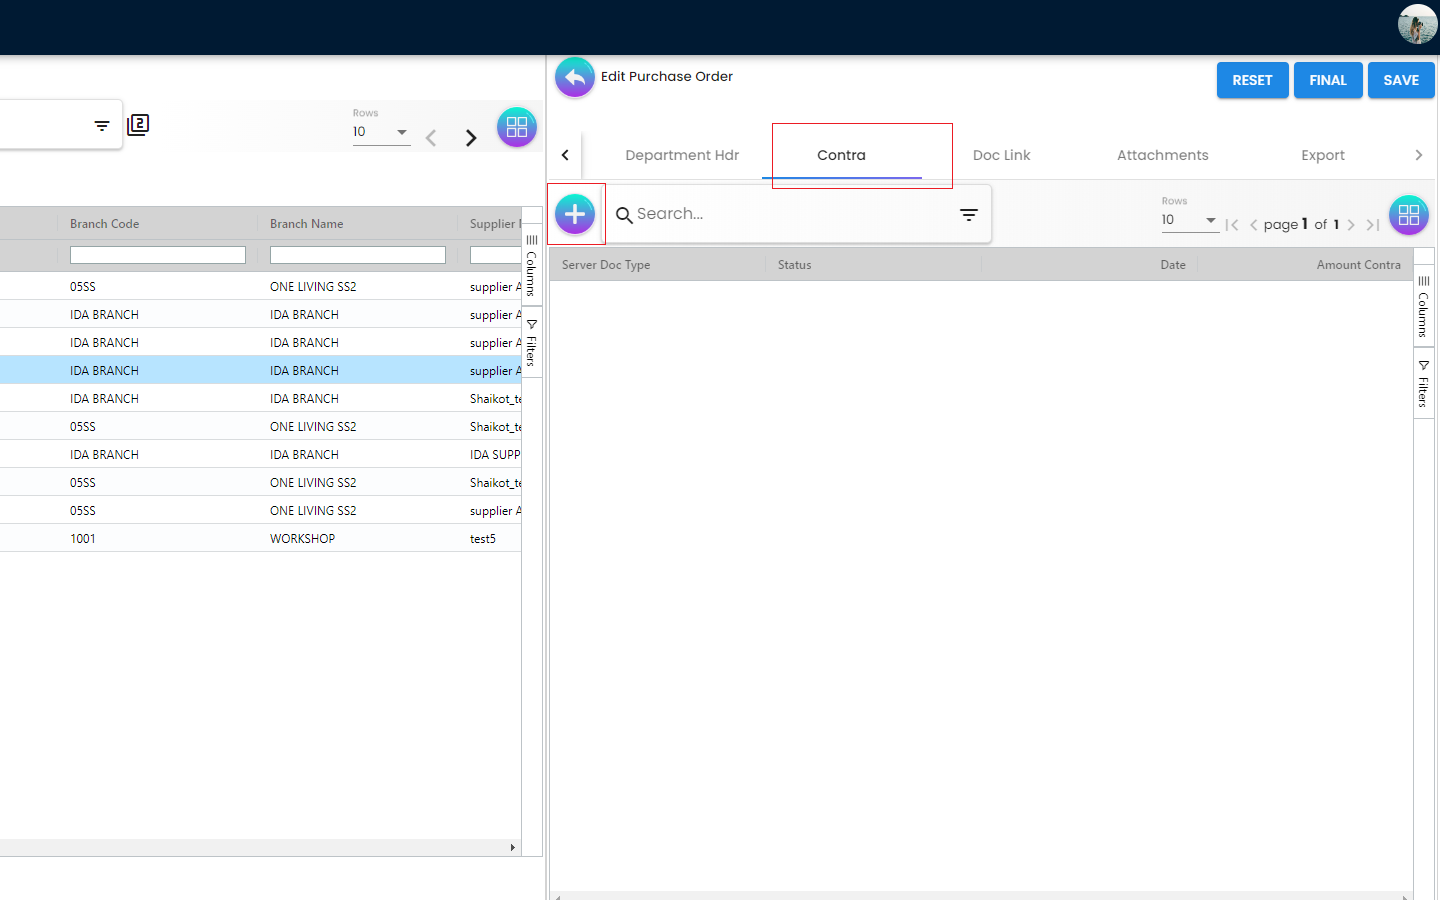 Edit Purchase Order
RESET
FINAL
SAVE
Rows
10
2
Department Hdr
Contra
Doc Link
Attachments
Export
Search...
Rows
10
page 1 of 1
Branch Code
Branch Name
Supplier
Columns
Filters
05SS ONE LIVING SS2 supplier A
IDA BRANCH IDA BRANCH supplier A
IDA BRANCH IDA BRANCH supplier A
IDA BRANCH IDA BRANCH supplier A
IDA BRANCH IDA BRANCH Shaikot_te
05SS ONE LIVING SS2 Shaikot_te
IDA BRANCH IDA BRANCH IDA SUPP
05SS ONE LIVING SS2 Shaikot_te
05SS ONE LIVING SS2 supplier A
1001 WORKSHOP test5
Server Doc Type
Status
Date
Amount Contra
Columns
Filters